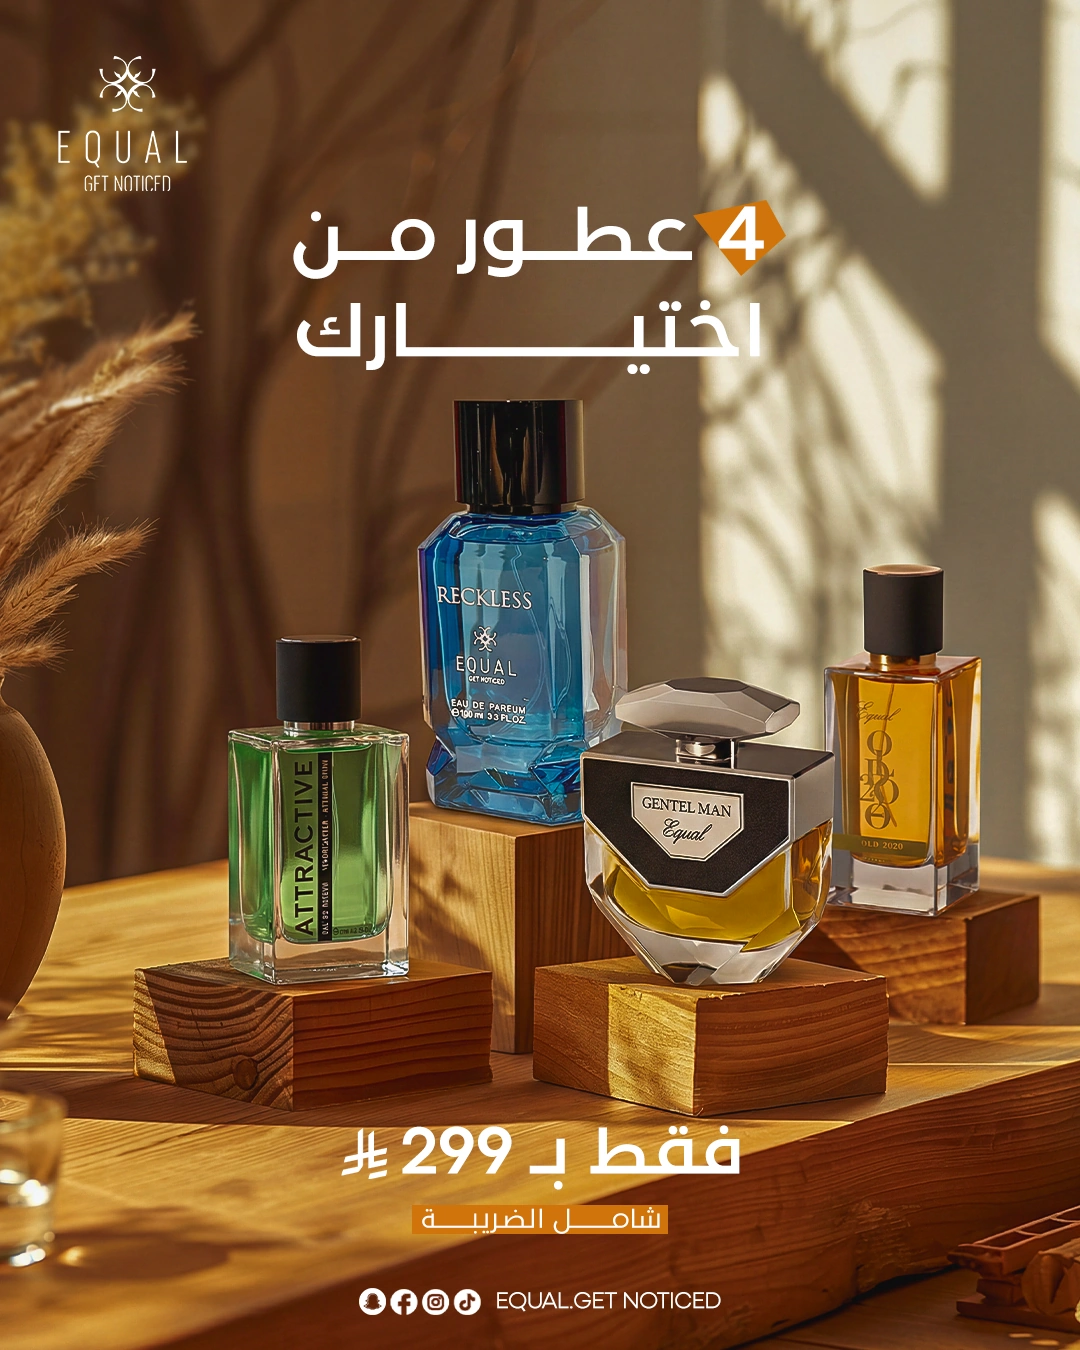 EQUAL
GET NOTICED
4 عطور من
اختيارك
RECKLESS
EQUAL
GET NOTICED
EAU DE PAREUM
100 ml 3.3 FL.OZ.
ATTRACTIVE
GENTEL MAN
Equal
Equal
OLD 2020
فقط بـ 299
شامل الضريبة
EQUAL.GET NOTICED